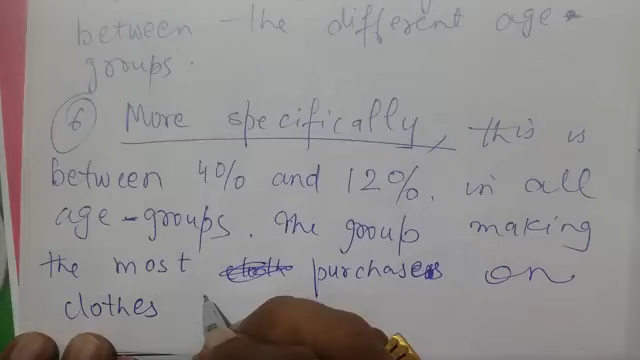 between the different age
groups.
6 More specifically, this is
between 4% and 12%. in all
age-groups. The group making
the most purchases on
clothes